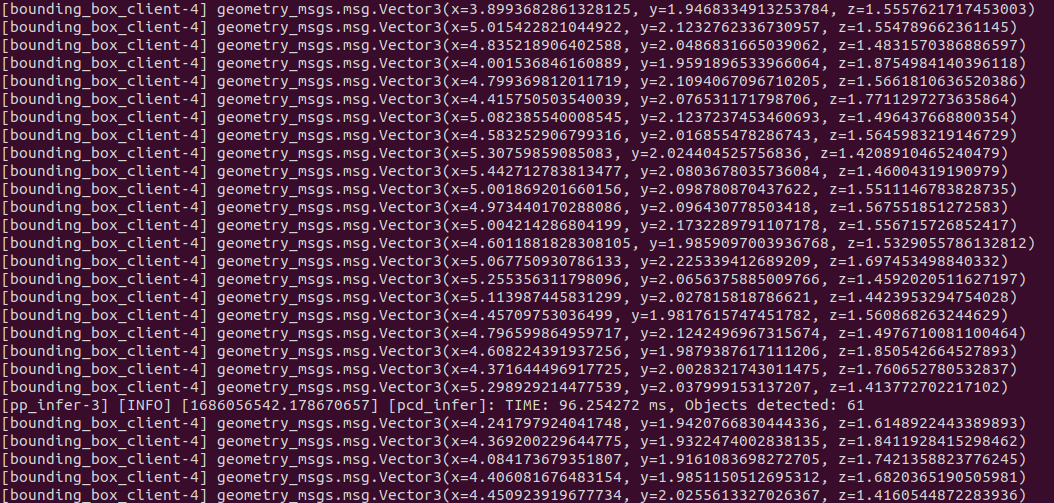 [bounding_box_client-4] geometry_msgs.msg.Vector3(x=3.8993682861328125, y=1.9468334913253784, z=1.5557621717453003)
[bounding_box_client-4] geometry_msgs.msg.Vector3(x=5.015422821044922, y=2.1232762336730957, z=1.554789662361145)
[bounding_box_client-4] geometry_msgs.msg.Vector3(x=4.835218906402588, y=2.0486831665039062, z=1.4831570386886597)
[bounding_box_client-4] geometry_msgs.msg.Vector3(x=4.001536846160889, y=1.9591896533966064, z=1.8754984140396118)
[bounding_box_client-4] geometry_msgs.msg.Vector3(x=4.799369812011719, y=2.1094067096710205, z=1.5661810636520386)
[bounding_box_client-4] geometry_msgs.msg.Vector3(x=4.415750503540039, y=2.076531171798706, z=1.7711297273635864)
[bounding_box_client-4] geometry_msgs.msg.Vector3(x=5.082385540008545, y=2.1237237453460693, z=1.496437668800354)
[bounding_box_client-4] geometry_msgs.msg.Vector3(x=4.583252906799316, y=2.016855478286743, z=1.5645983219146729)
[bounding_box_client-4] geometry_msgs.msg.Vector3(x=5.30759859085083, y=2.024404525756836, z=1.4208910465240479)
[bounding_box_client-4] geometry_msgs.msg.Vector3(x=5.442712783813477, y=2.0803678035736084, z=1.46004319190979)
[bounding_box_client-4] geometry_msgs.msg.Vector3(x=5.001869201660156, y=2.098780870437622, z=1.5511146783828735)
[bounding_box_client-4] geometry_msgs.msg.Vector3(x=4.973440170288086, y=2.096430778503418, z=1.567551851272583)
[bounding_box_client-4] geometry_msgs.msg.Vector3(x=5.004214286804199, y=2.1732289791107178, z=1.556715726852417)
[bounding_box_client-4] geometry_msgs.msg.Vector3(x=4.6011881828308105, y=1.9859097003936768, z=1.5329055786132812)
[bounding_box_client-4] geometry_msgs.msg.Vector3(x=5.067750930786133, y=2.225339412689209, z=1.697453498840332)
[bounding_box_client-4] geometry_msgs.msg.Vector3(x=5.255356311798096, y=2.0656375885009766, z=1.4592020511627197)
[bounding_box_client-4] geometry_msgs.msg.Vector3(x=5.113987445831299, y=2.027815818786621, z=1.4423953294754028)
[bounding_box_client-4] geometry_msgs.msg.Vector3(x=4.45709753036499, y=1.9817615747451782, z=1.560868263244629)
[bounding_box_client-4] geometry_msgs.msg.Vector3(x=4.796599864959717, y=2.1242496967315674, z=1.4976710081100464)
[bounding_box_client-4] geometry_msgs.msg.Vector3(x=4.608224391937256, y=1.9879387617111206, z=1.850542664527893)
[bounding_box_client-4] geometry_msgs.msg.Vector3(x=4.371644496917725, y=2.0028321743011475, z=1.760652780532837)
[bounding_box_client-4] geometry_msgs.msg.Vector3(x=5.298929214477539, y=2.037999153137207, z=1.413772702217102)
[pp_infer-3] [INFO] [1686056542.178670657] [pcd_infer]: TIME: 96.254272 ms, Objects detected: 61
[bounding_box_client-4] geometry_msgs.msg.Vector3(x=4.241797924041748, y=1.9420766830444336, z=1.6148922443389893)
[bounding_box_client-4] geometry_msgs.msg.Vector3(x=4.369200229644775, y=1.9322474002838135, z=1.8411928415298462)
[bounding_box_client-4] geometry_msgs.msg.Vector3(x=4.084173679351807, y=1.9161083698272705, z=1.7421358823776245)
[bounding_box_client-4] geometry_msgs.msg.Vector3(x=4.406081676483154, y=1.9851150512695312, z=1.6820365190505981)
[bounding_box_client-4] geometry_msgs.msg.Vector3(x=4.450923919677734, y=2.0255613327026367, z=1.4160544872283936)